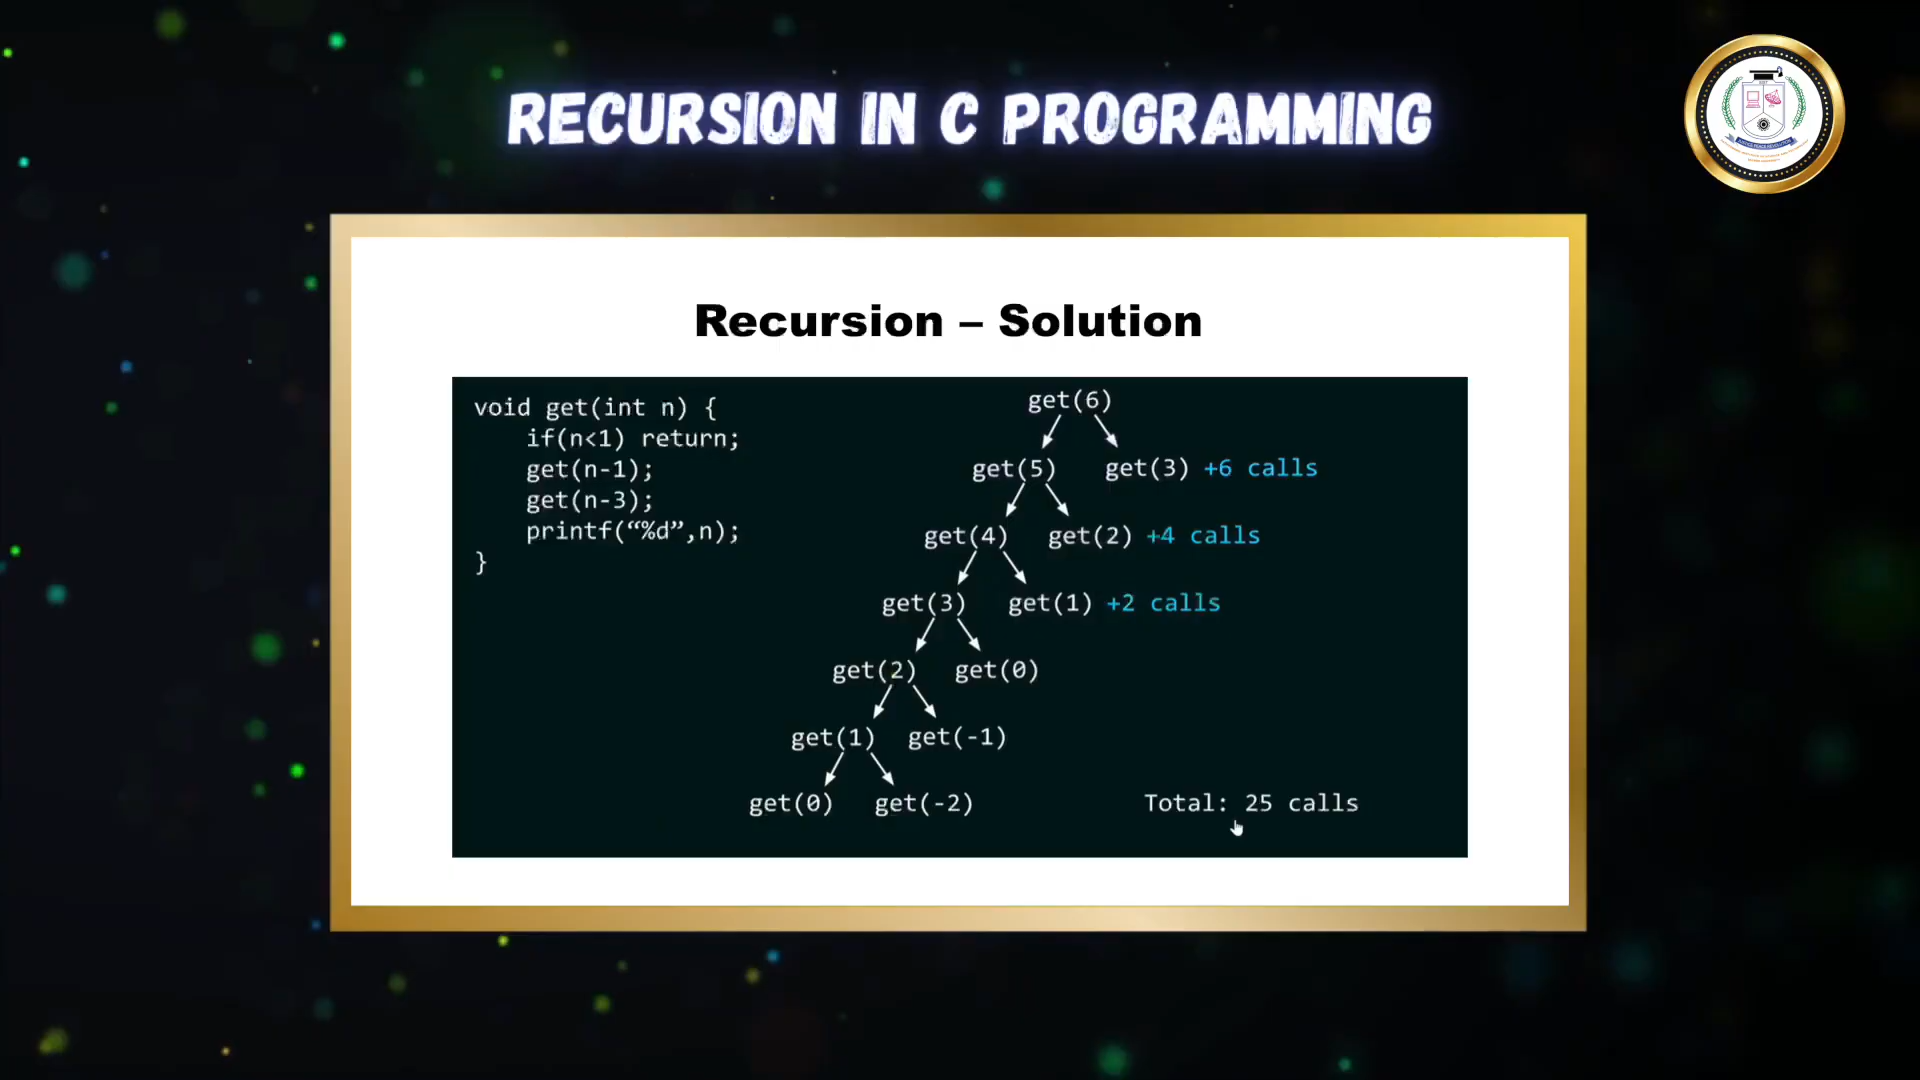 RECURSION IN C PROGRAMMING
Recursion – Solution
void get(int n) {
if(n<1) return;
get(n-1);
get(n-3);
printf(“%d”,n);
}
get(6)
get(5) get(3) +6 calls
get(4) get(2) +4 calls
get(3) get(1) +2 calls
get(2) get(0)
get(1) get(-1)
get(0) get(-2)
Total: 25 calls